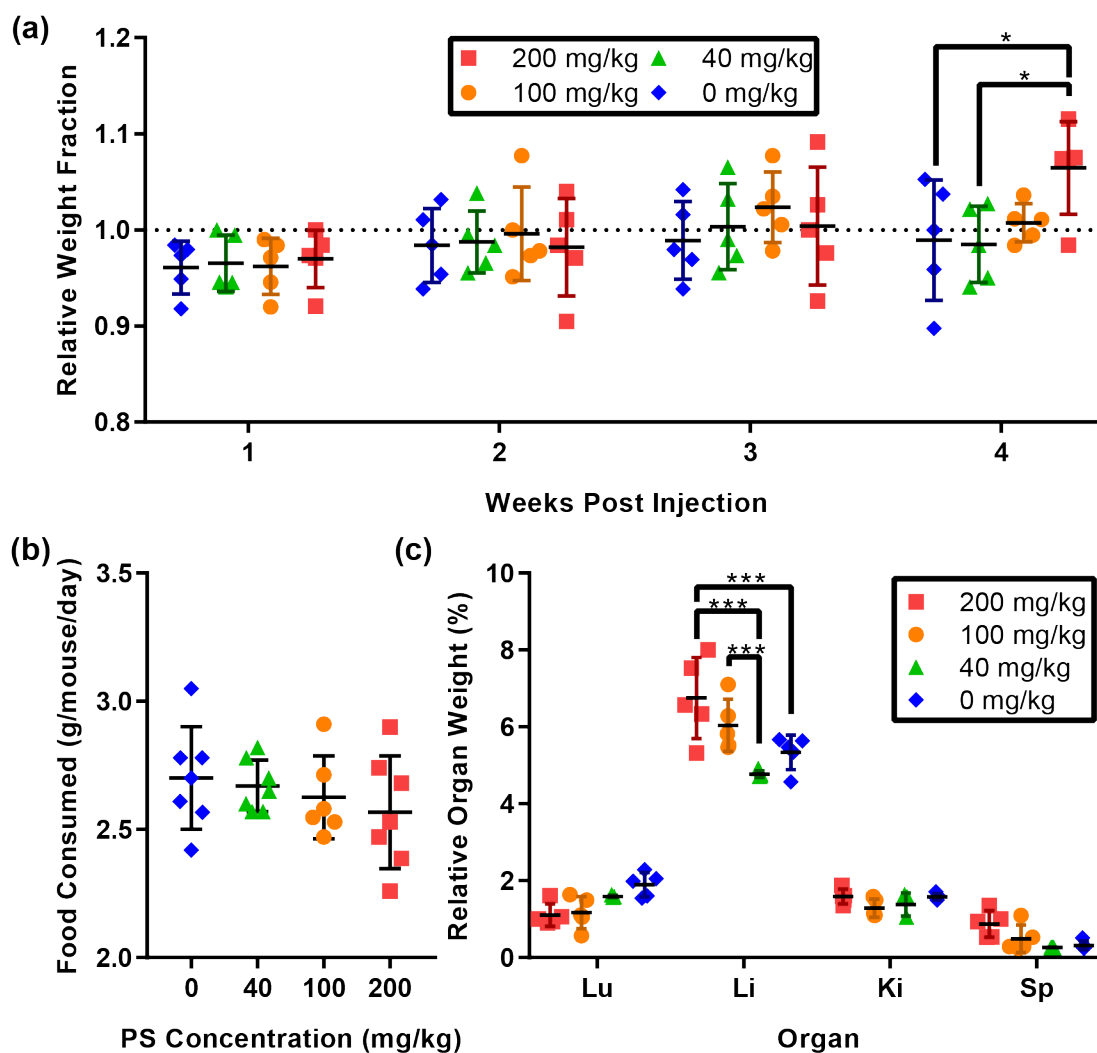 (a)
Relative Weight Fraction
1.2
1.1
1.0
0.9
0.8
200 mg/kg 40 mg/kg
100 mg/kg 0 mg/kg
*
*
1 2 3 4
Weeks Post Injection
(b)
Food Consumed (g/mouse/day)
3.5
3.0
2.5
2.0
0 40 100 200
PS Concentration (mg/kg)
(c)
Relative Organ Weight (%)
10
8
6
4
2
0
***
***
***
200 mg/kg
100 mg/kg
40 mg/kg
0 mg/kg
Lu Li Ki Sp
Organ